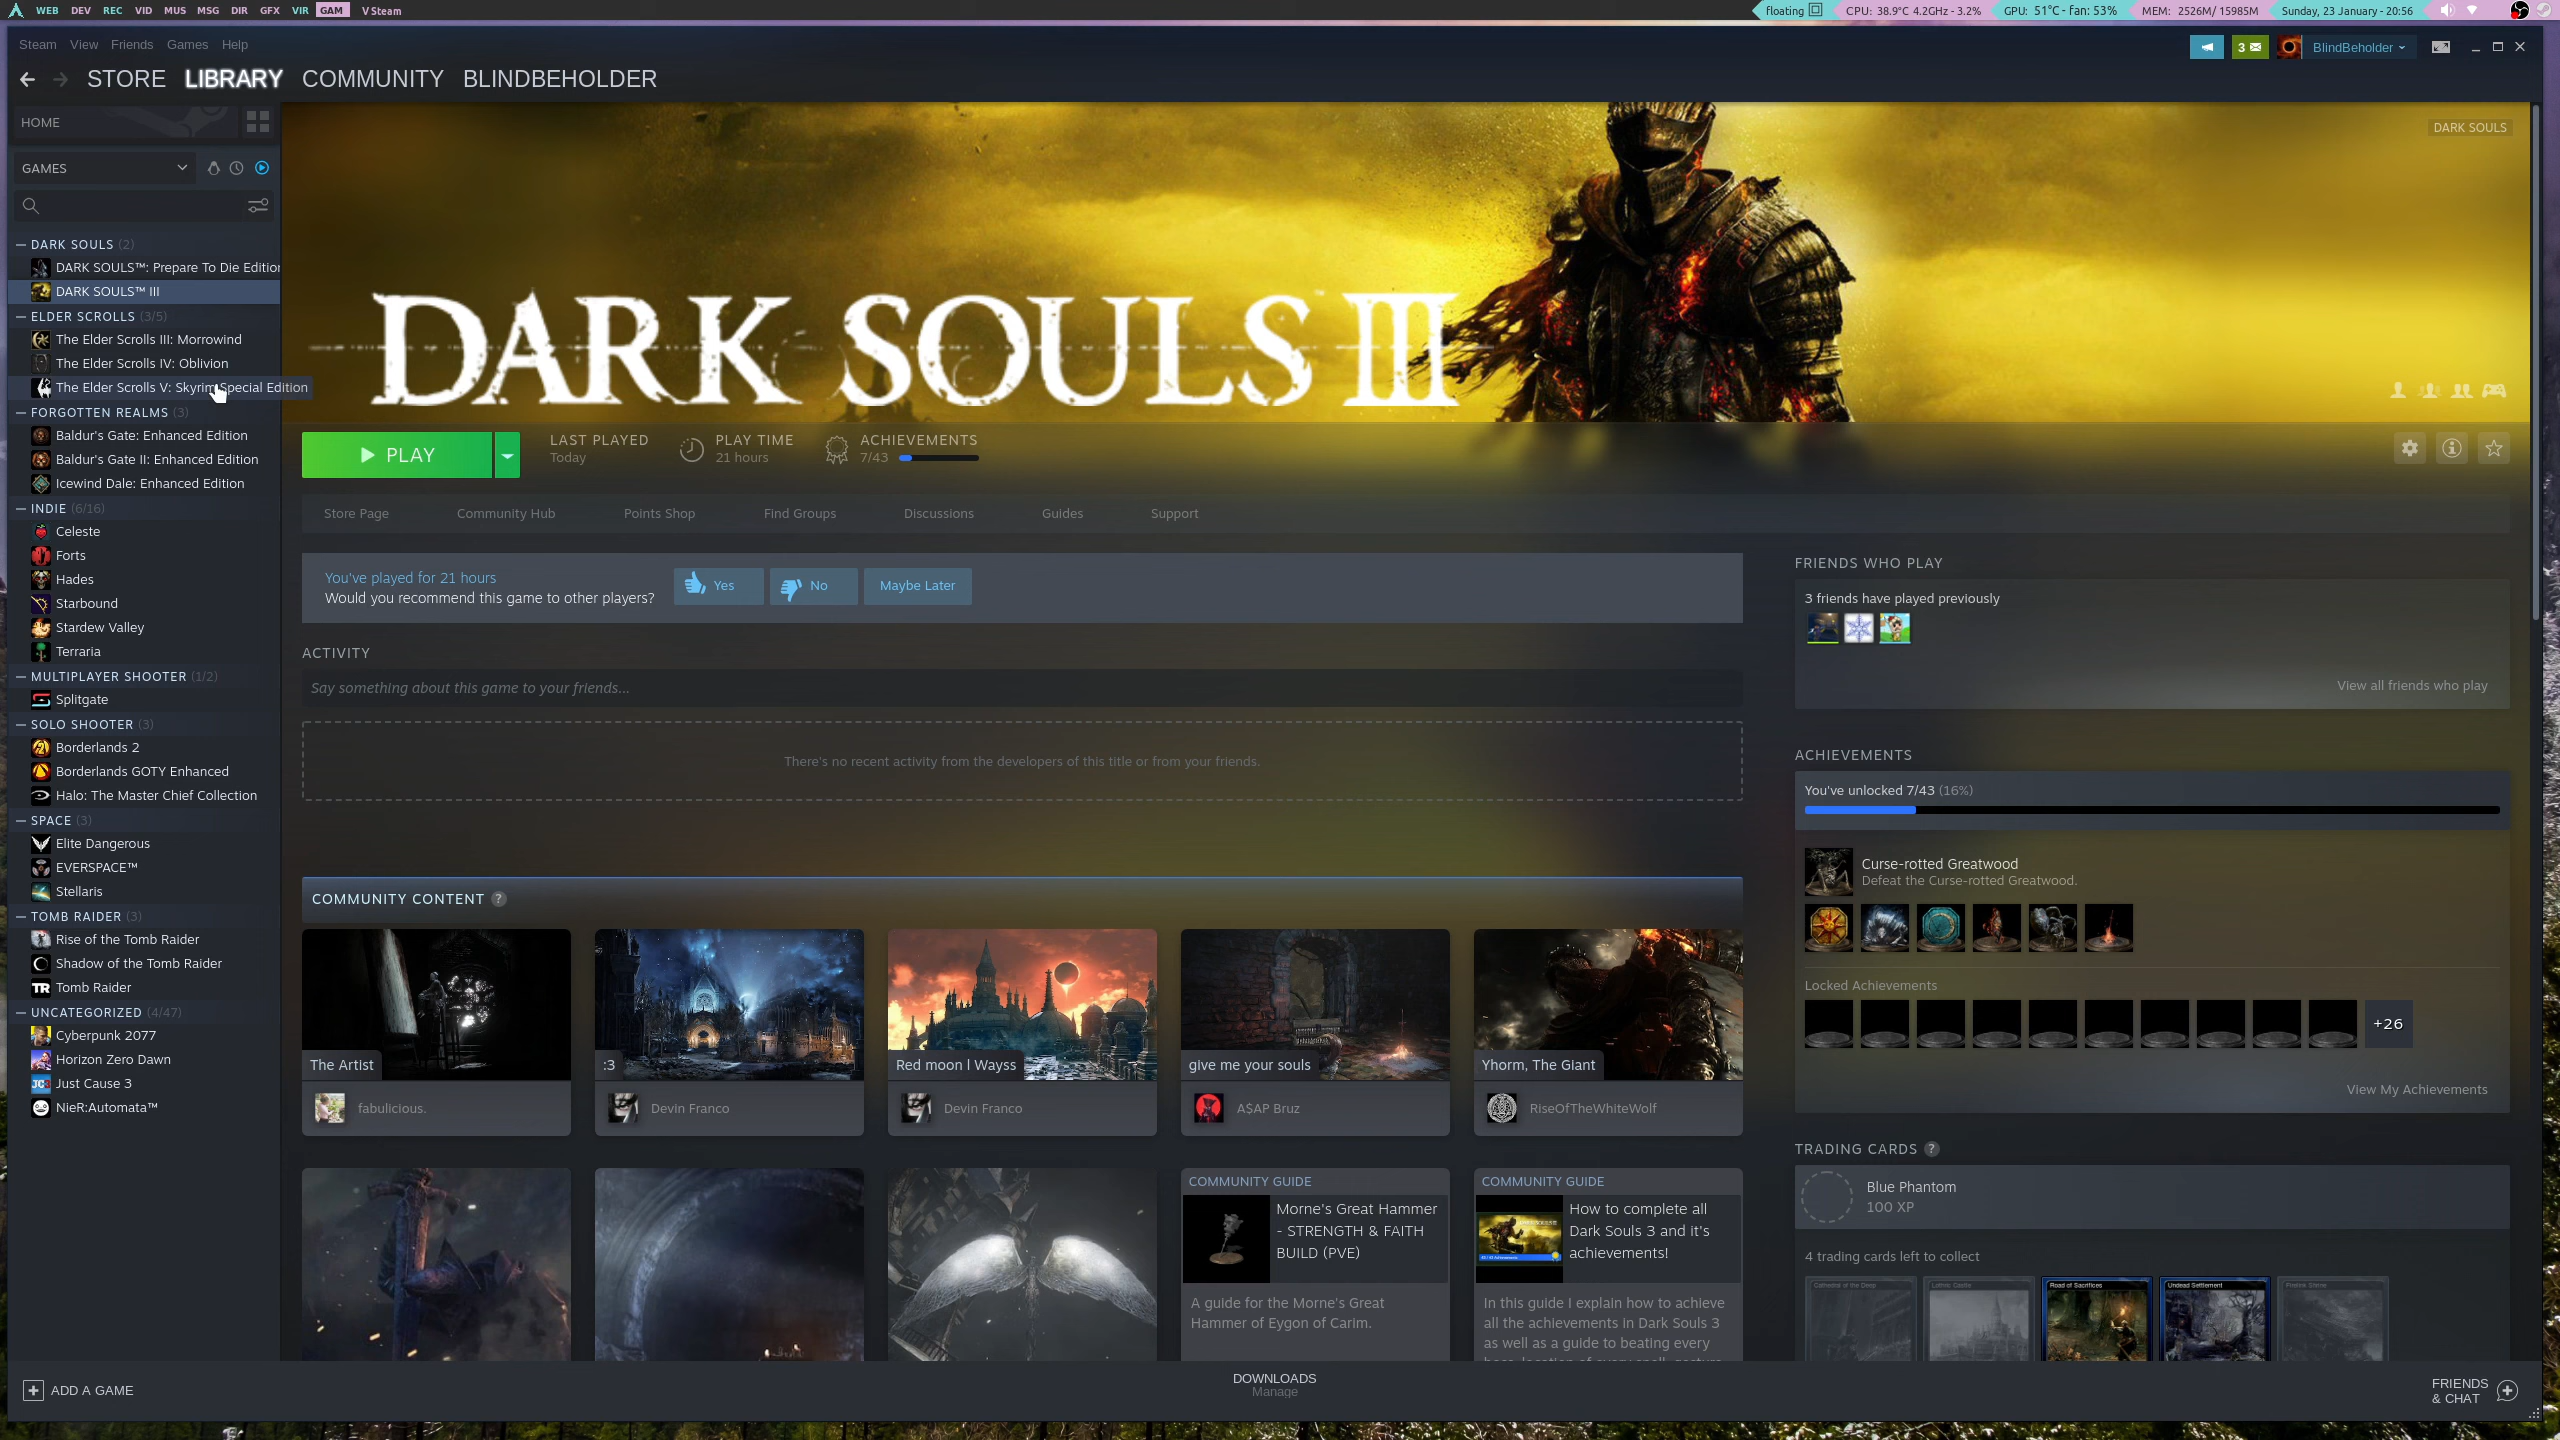 WEB DEV REC VID MUS MSG DIR GFX VIR GAM V Steam
floating CPU: 38.9°C 4.2GHz - 3.2% GPU: 51°C - fan: 53% MEM: 2526M/ 15985M Sunday, 23 January - 20:56
Steam View Friends Games Help
3 BlindBeholder
STORE LIBRARY COMMUNITY BLINDBEHOLDER
HOME
GAMES
DARK SOULS (2)
DARK SOULS™: Prepare To Die Edition
DARK SOULS™ III
ELDER SCROLLS (3/5)
The Elder Scrolls III: Morrowind
The Elder Scrolls IV: Oblivion
The Elder Scrolls V: Skyrim Special Edition
FORGOTTEN REALMS (3)
Baldur's Gate: Enhanced Edition
Baldur's Gate II: Enhanced Edition
Icewind Dale: Enhanced Edition
INDIE (6/16)
Celeste
Forts
Hades
Starbound
Stardew Valley
Terraria
MULTIPLAYER SHOOTER (1/2)
Splitgate
SOLO SHOOTER (3)
Borderlands 2
Borderlands GOTY Enhanced
Halo: The Master Chief Collection
SPACE (3)
Elite Dangerous
EVERSPACE™
Stellaris
TOMB RAIDER (3)
Rise of the Tomb Raider
Shadow of the Tomb Raider
TR Tomb Raider
UNCATEGORIZED (4/47)
Cyberpunk 2077
Horizon Zero Dawn
JC3 Just Cause 3
NieR:Automata™
DARK SOULS
DARK SOULS III
PLAY
LAST PLAYED
Today
PLAY TIME
21 hours
ACHIEVEMENTS
7/43
Store Page Community Hub Points Shop Find Groups Discussions Guides Support
You've played for 21 hours
Would you recommend this game to other players?
Yes No Maybe Later
ACTIVITY
Say something about this game to your friends...
There's no recent activity from the developers of this title or from your friends.
COMMUNITY CONTENT ?
The Artist
fabulicious.
:3
Devin Franco
Red moon l Wayss
Devin Franco
give me your souls
A$AP Bruz
Yhorm, The Giant
RiseOfTheWhiteWolf
COMMUNITY GUIDE
Morne's Great Hammer
- STRENGTH & FAITH
BUILD (PVE)
A guide for the Morne's Great
Hammer of Eygon of Carim.
COMMUNITY GUIDE
How to complete all
Dark Souls 3 and it's
achievements!
In this guide I explain how to achieve
all the achievements in Dark Souls 3
as well as a guide to beating every
FRIENDS WHO PLAY
3 friends have played previously
View all friends who play
ACHIEVEMENTS
You've unlocked 7/43 (16%)
Curse-rotted Greatwood
Defeat the Curse-rotted Greatwood.
Locked Achievements
+26
View My Achievements
TRADING CARDS ?
Blue Phantom
100 XP
4 trading cards left to collect
Cathedral of the Deep Lothric Castle Road of Sacrifices Undead Settlement Firelink Shrine
ADD A GAME
DOWNLOADS
Manage
FRIENDS
& CHAT